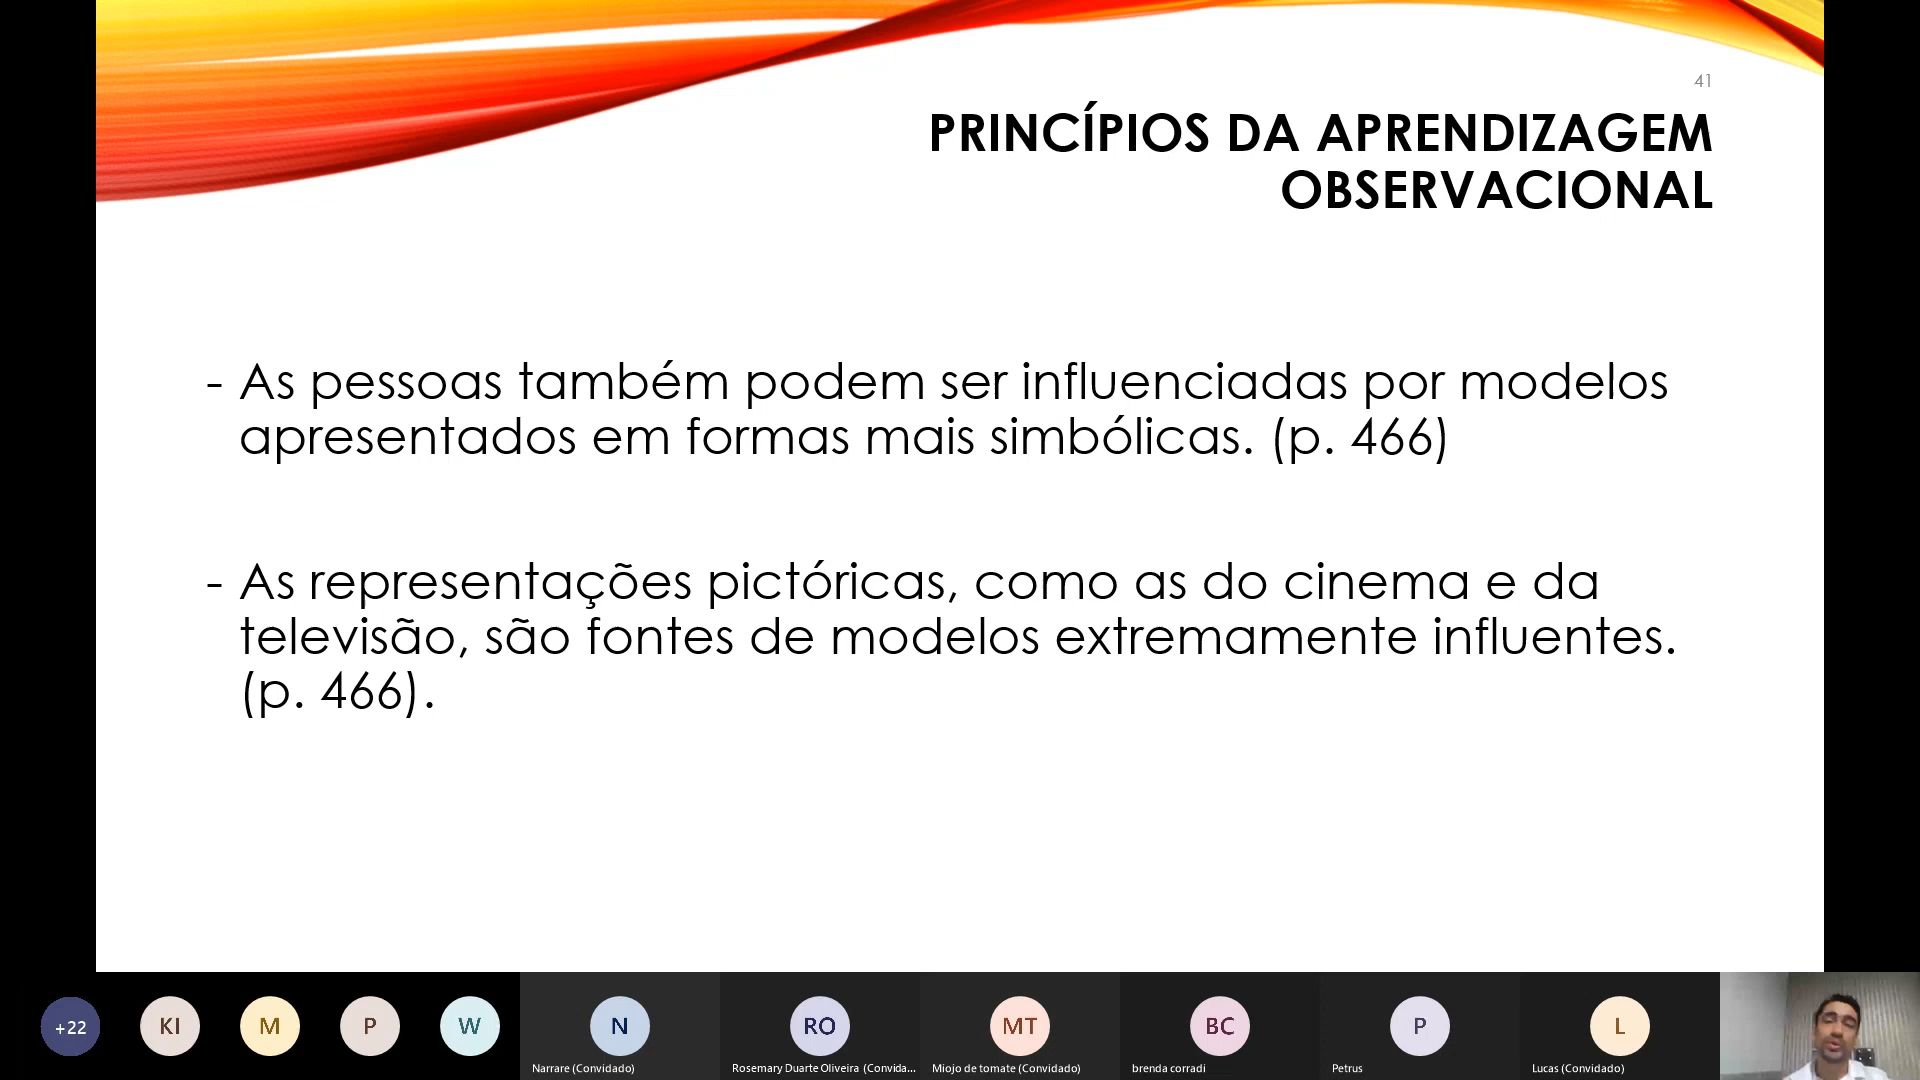 41
PRINCÍPIOS DA APRENDIZAGEM
OBSERVACIONAL
- As pessoas também podem ser influenciadas por modelos
apresentados em formas mais simbólicas. (p. 466)
- As representações pictóricas, como as do cinema e da
televisão, são fontes de modelos extremamente influentes.
(p. 466).
+22
KI
M
P
W
N
RO
MT
BC
P
L
Narrare (Convidado)
Rosemary Duarte Oliveira (Convida...
Miojo de tomate (Convidado)
brenda corradi
Petrus
Lucas (Convidado)